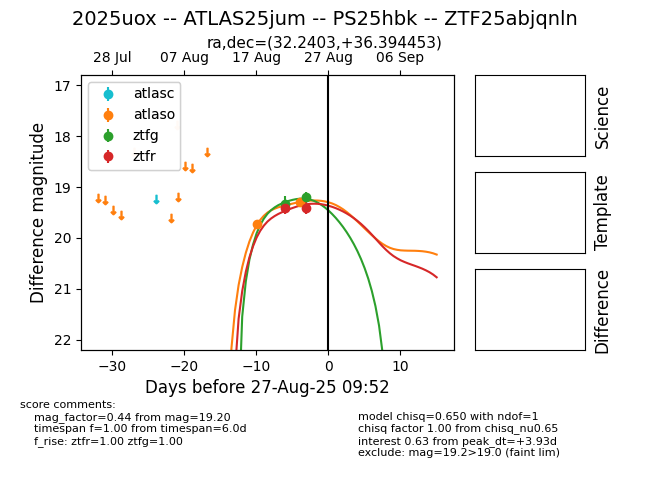 2025uox -- ATLAS25jum -- PS25hbk -- ZTF25abjqnln
ra,dec=(32.2403,+36.394453)
28 Jul 07 Aug 17 Aug 27 Aug 06 Sep
17
18
19
20
21
22
Difference magnitude
atlasc
atlaso
ztfg
ztfr
−30 −20 −10 0 10
Days before 27-Aug-25 09:52
Science
Template
Difference
score comments:
mag_factor=0.44 from mag=19.20
timespan f=1.00 from timespan=6.0d
f_rise: ztfr=1.00 ztfg=1.00
model chisq=0.650 with ndof=1
chisq factor 1.00 from chisq_nu0.65
interest 0.63 from peak_dt=+3.93d
exclude: mag=19.2>19.0 (faint lim)